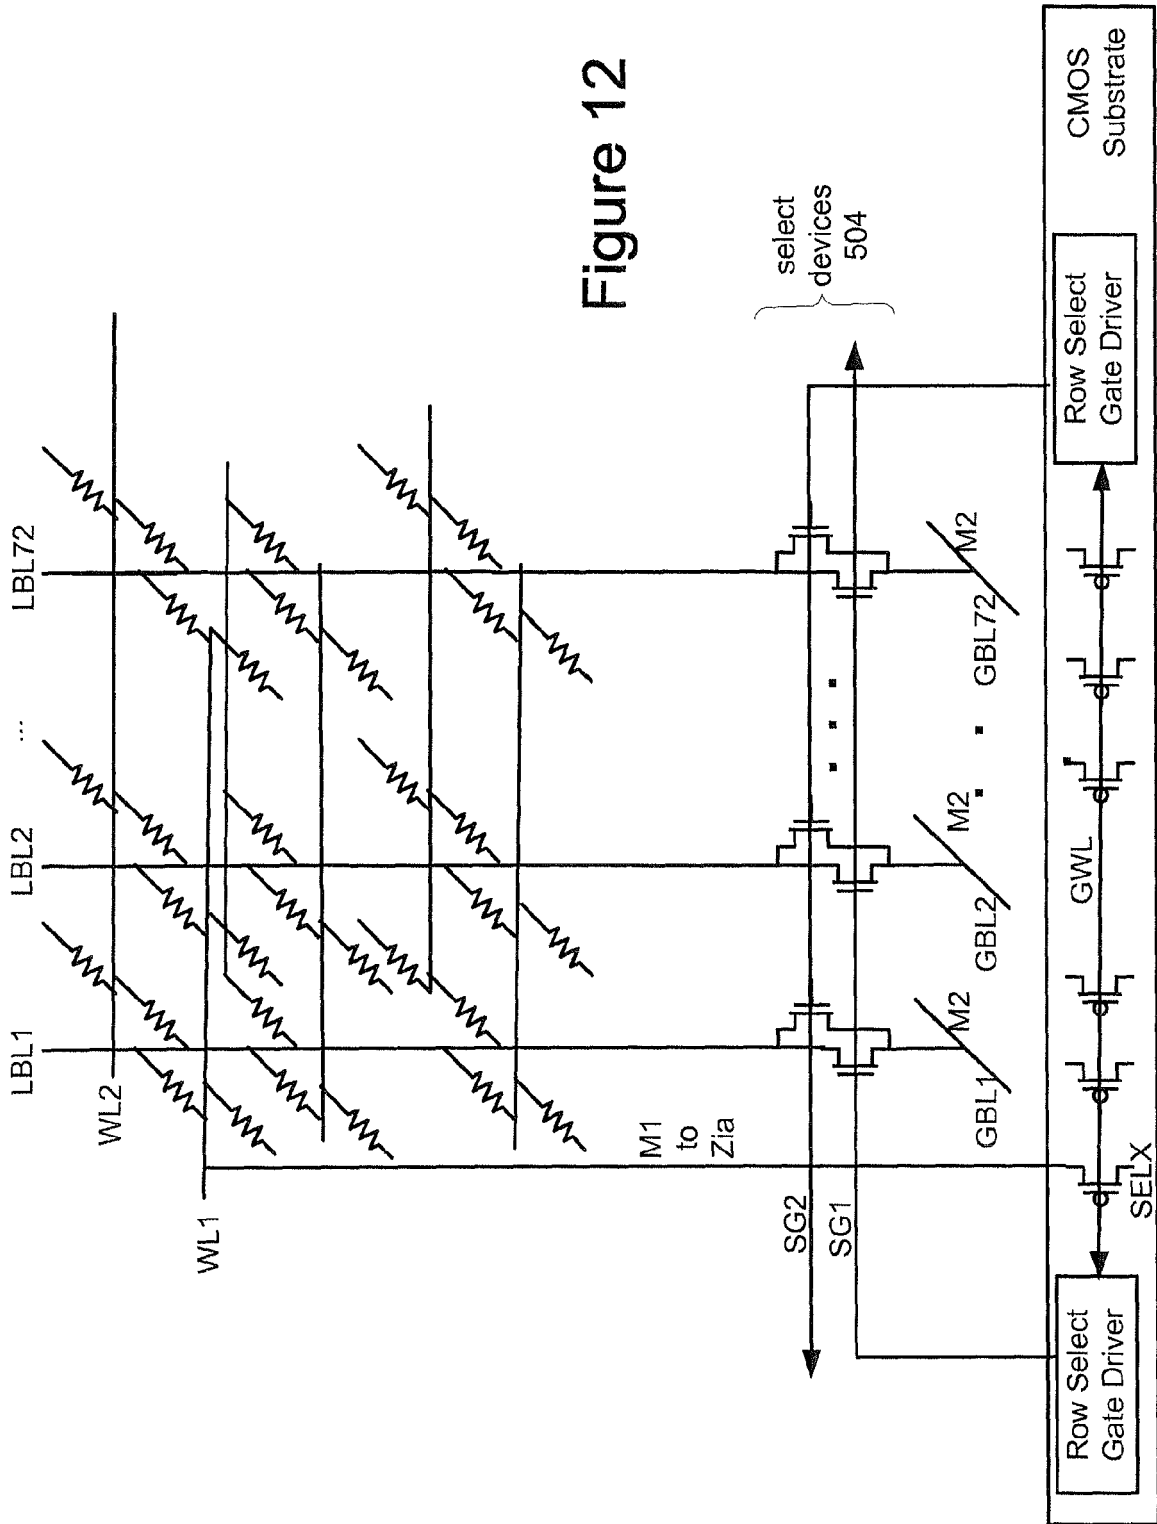 Figure 12
LBL1
LBL2
...
LBL72
WL2
WL1
M1
to
Zia
SG2
SG1
select
devices
504
GBL1
M2
GBL2
M2
GBL72
M2
GWL
SELX
Row Select
Gate Driver
Row Select
Gate Driver
CMOS
Substrate